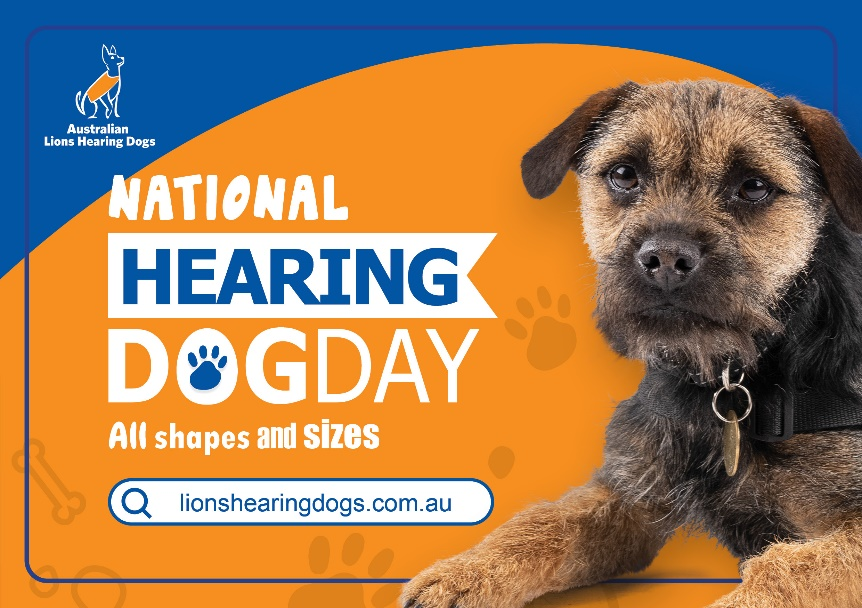 Australian
Lions Hearing Dogs
NATIONAL
HEARING
DOGDAY
All shapes and sizes
lionshearingdogs.com.au